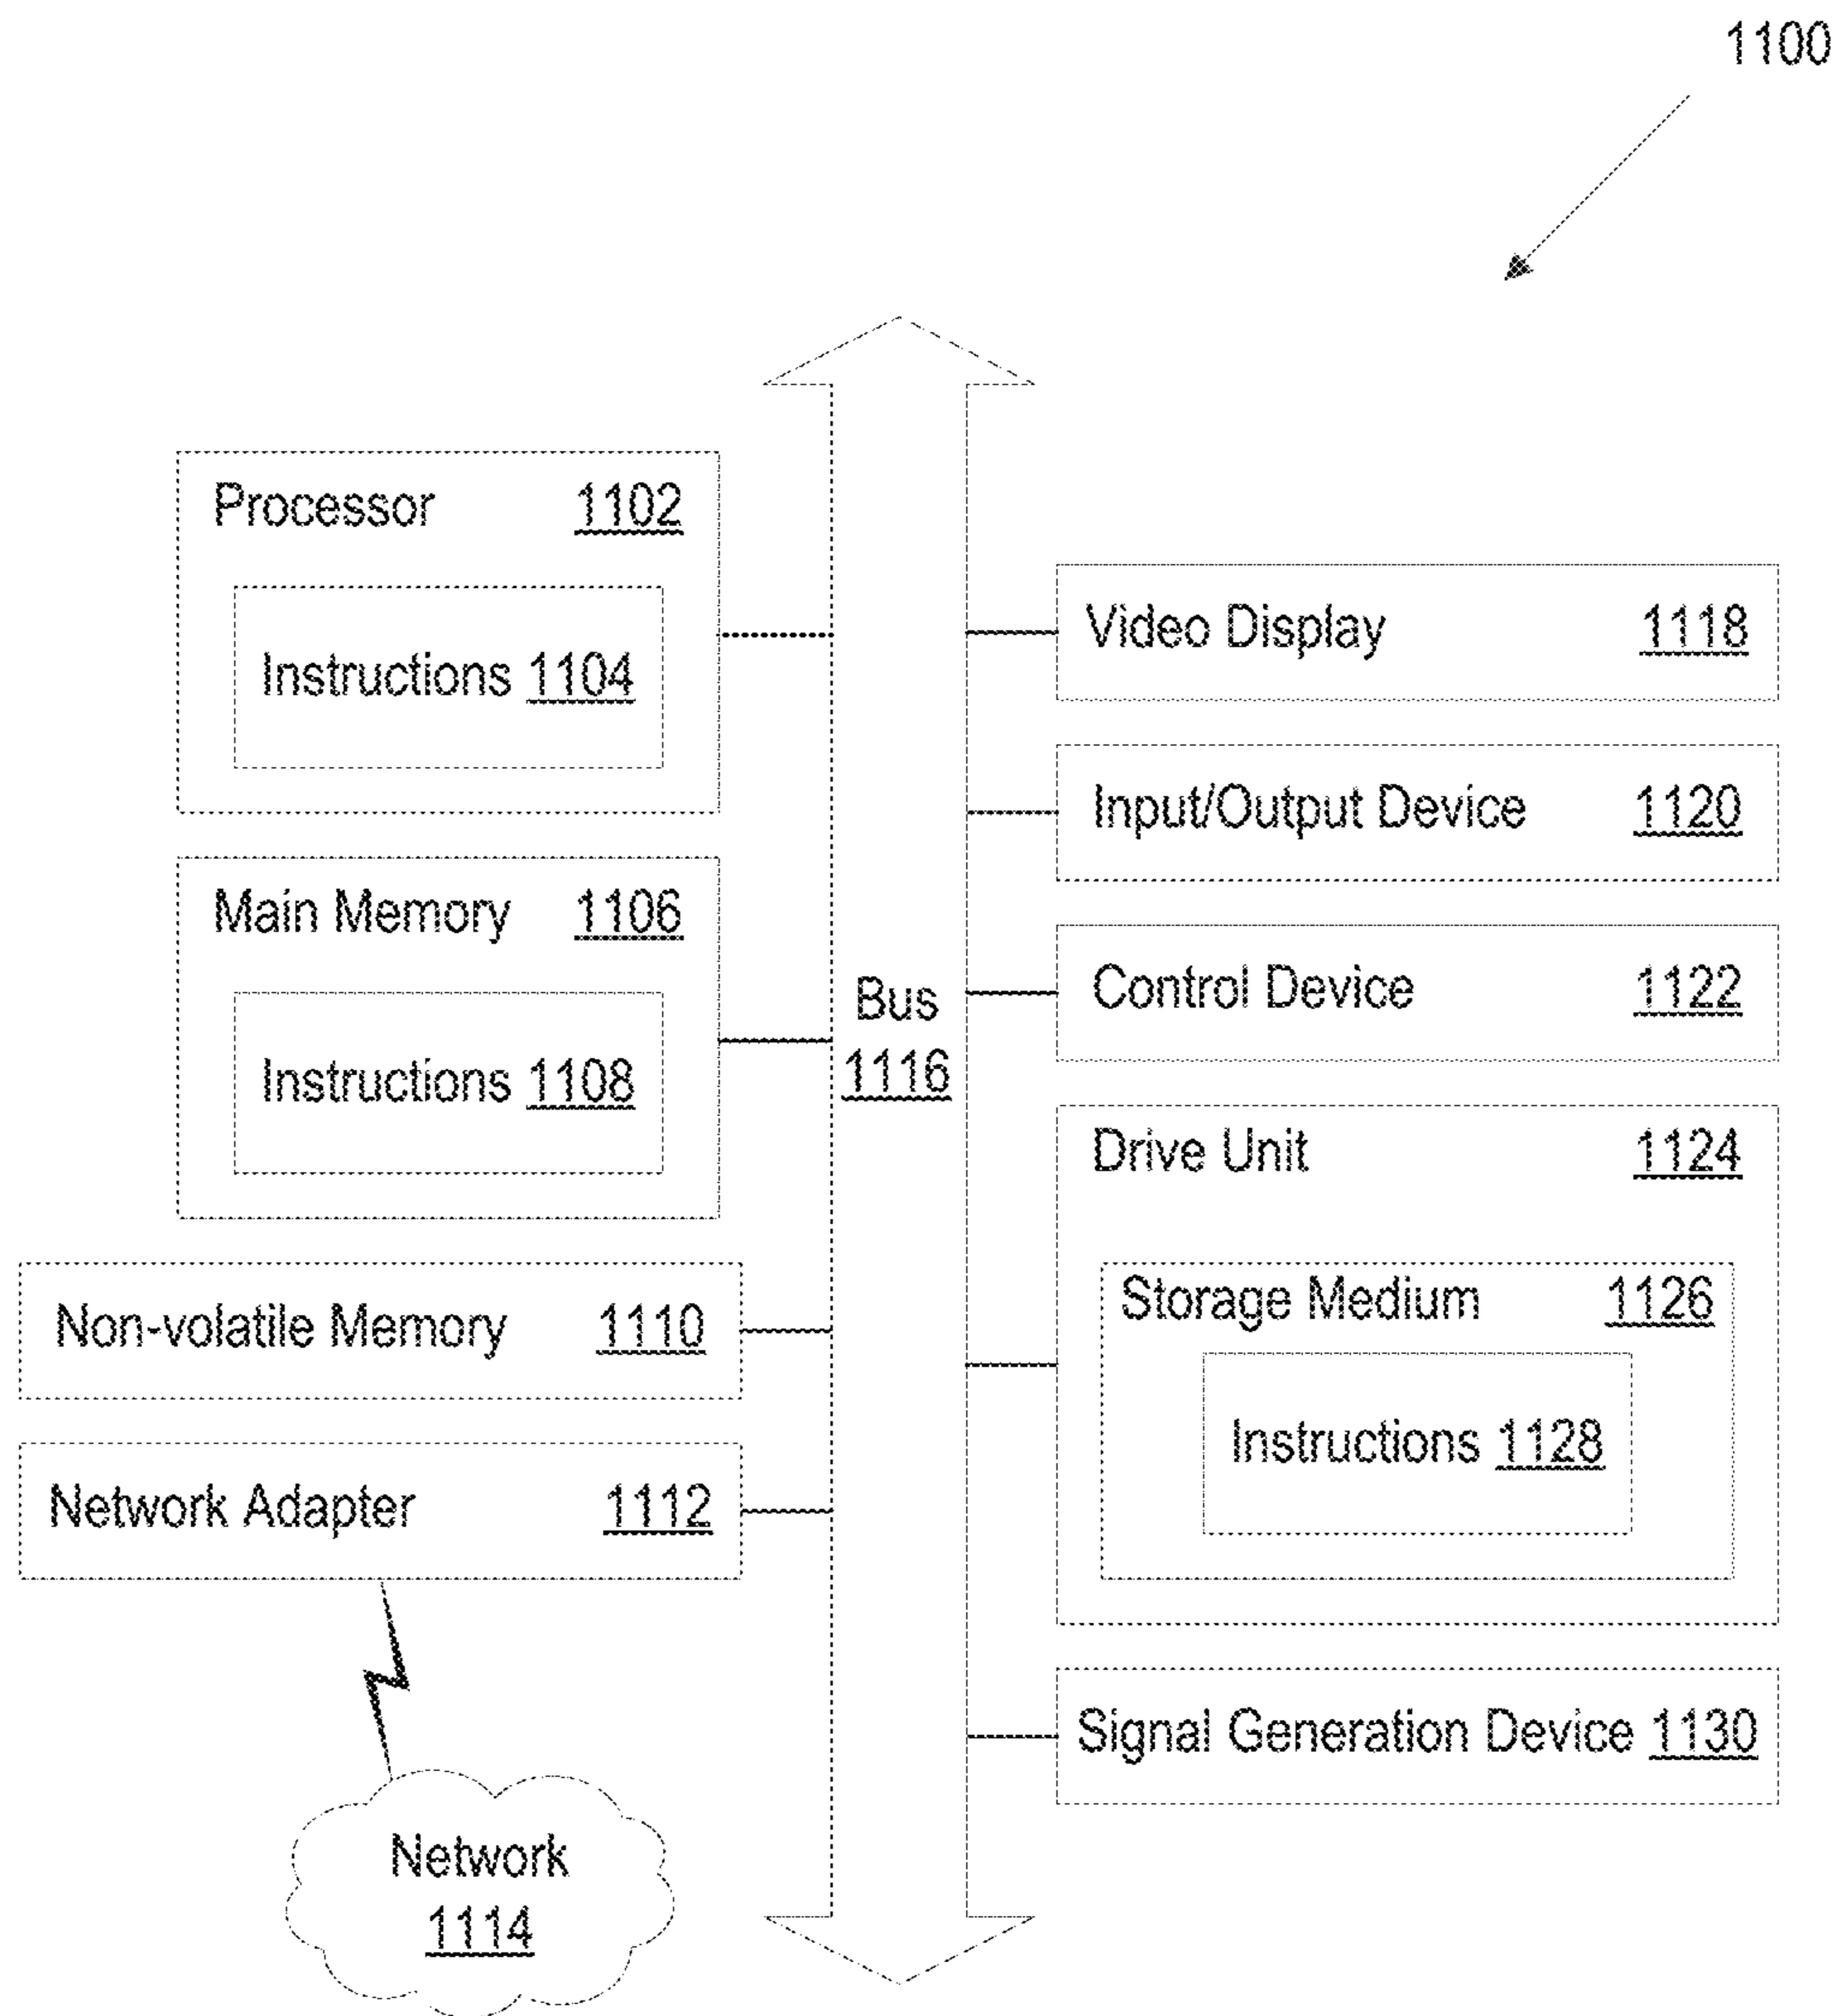 1100
Processor 1102
Instructions 1104
Main Memory 1106
Instructions 1108
Non-volatile Memory 1110
Network Adapter 1112
Network
1114
Bus
1116
Video Display 1118
Input/Output Device 1120
Control Device 1122
Drive Unit 1124
Storage Medium 1126
Instructions 1128
Signal Generation Device 1130